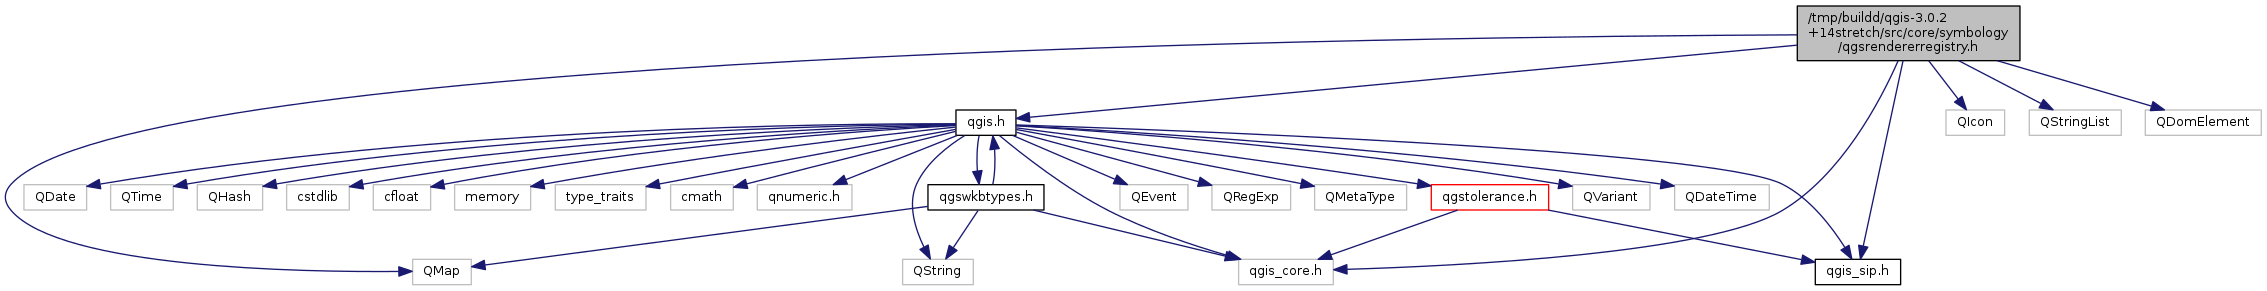 /tmp/buildd/qgis-3.0.2
+14stretch/src/core/symbology
/qgsrendererregistry.h
qgis.h
QIcon
QStringList
QDomElement
QDate
QTime
QHash
cstdlib
cfloat
memory
type_traits
cmath
qnumeric.h
qgswkbtypes.h
QEvent
QRegExp
QMetaType
qgstolerance.h
QVariant
QDateTime
QMap
QString
qgis_core.h
qgis_sip.h